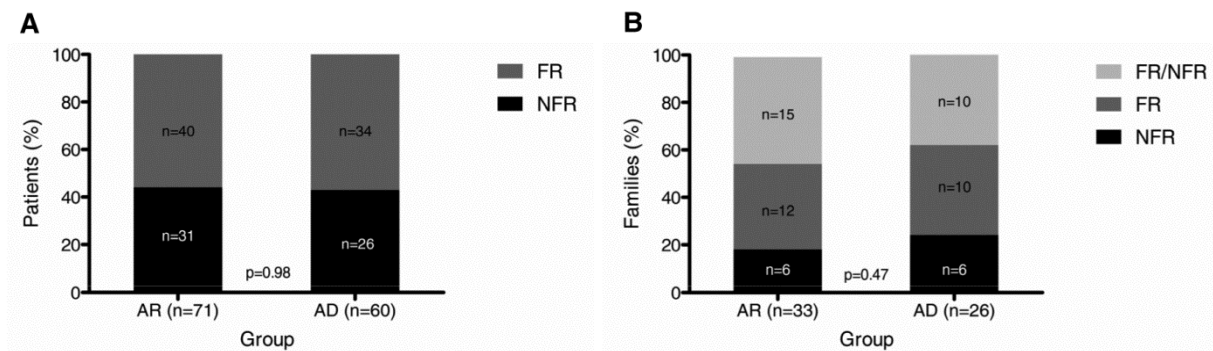 A
Patients (%)
100
80
60
40
20
0
n=40
n=34
n=31
n=26
p=0.98
AR (n=71)
AD (n=60)
Group
FR
NFR
B
Families (%)
100
80
60
40
20
0
n=15
n=10
n=12
n=10
n=6
n=6
p=0.47
AR (n=33)
AD (n=26)
Group
FR/NFR
FR
NFR